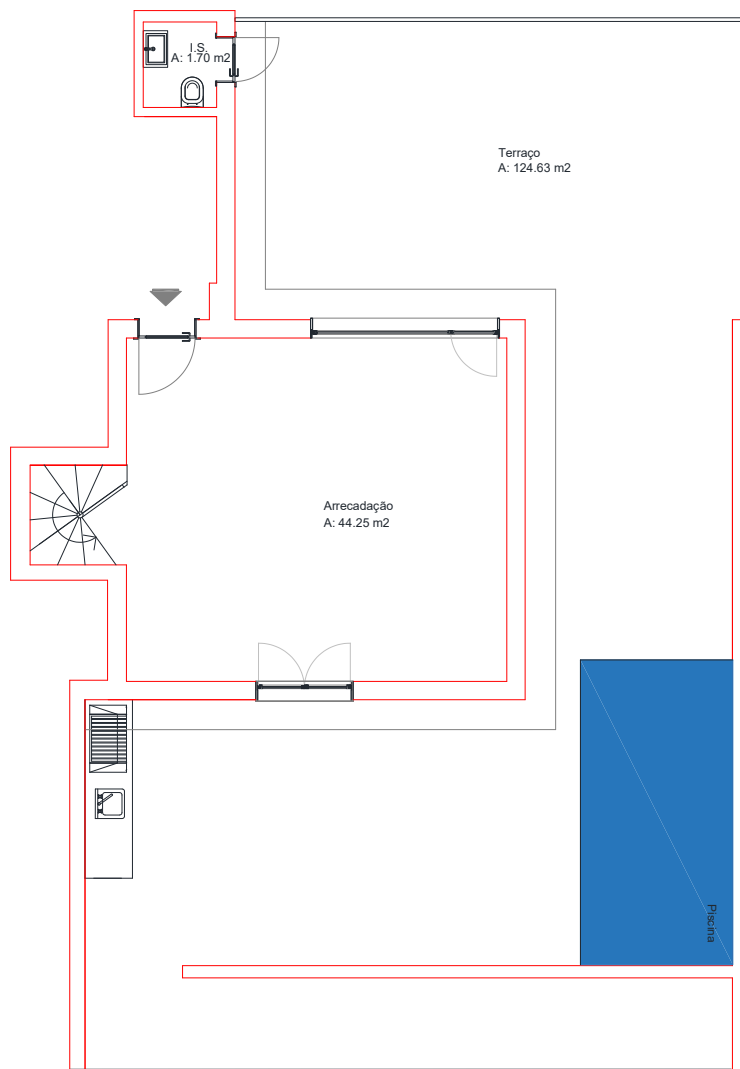 I.S.
A: 1.70 m2
Terraço
A: 124.63 m2
Arrecadação
A: 44.25 m2
Piscina